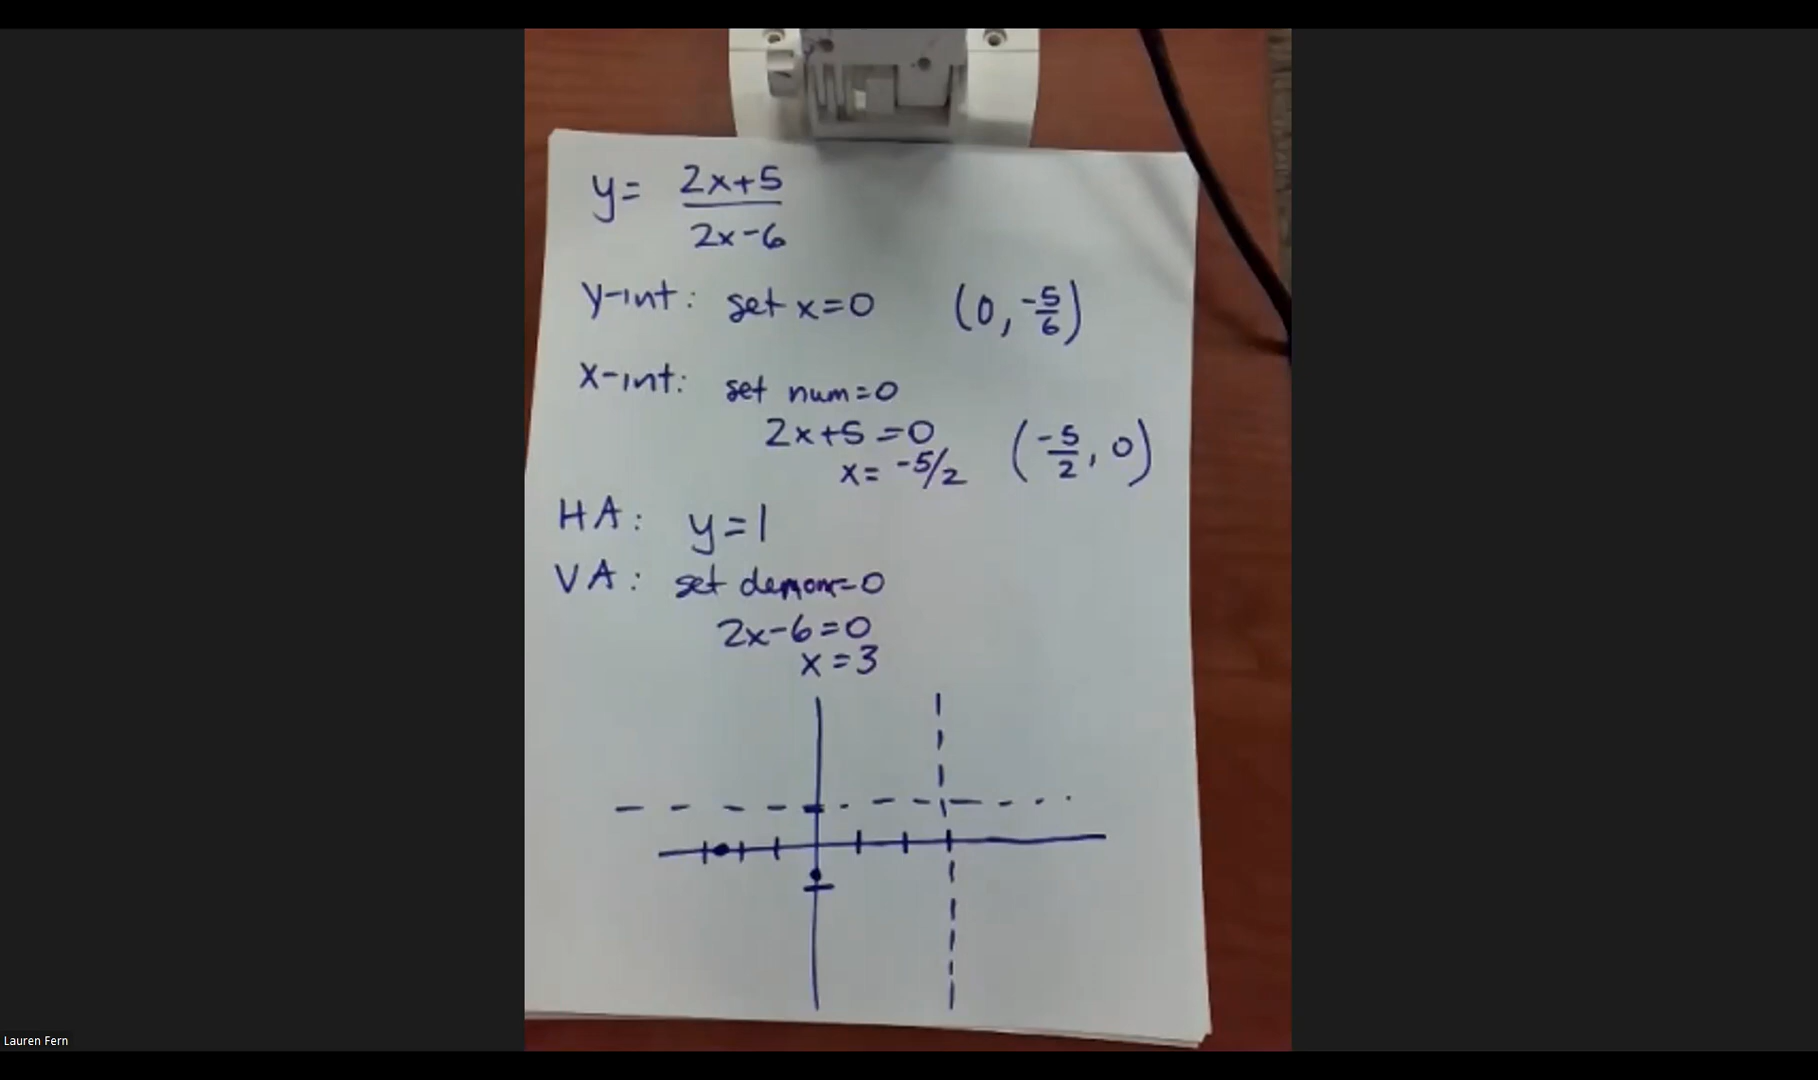 y = 2x+5
2x-6
y-int: set x=0 (0, -5/6)
x-int: set num=0
2x+5=0 (-5/2, 0)
x= -5/2
HA: y=1
VA: set denom=0
2x-6=0
x=3
Lauren Fern